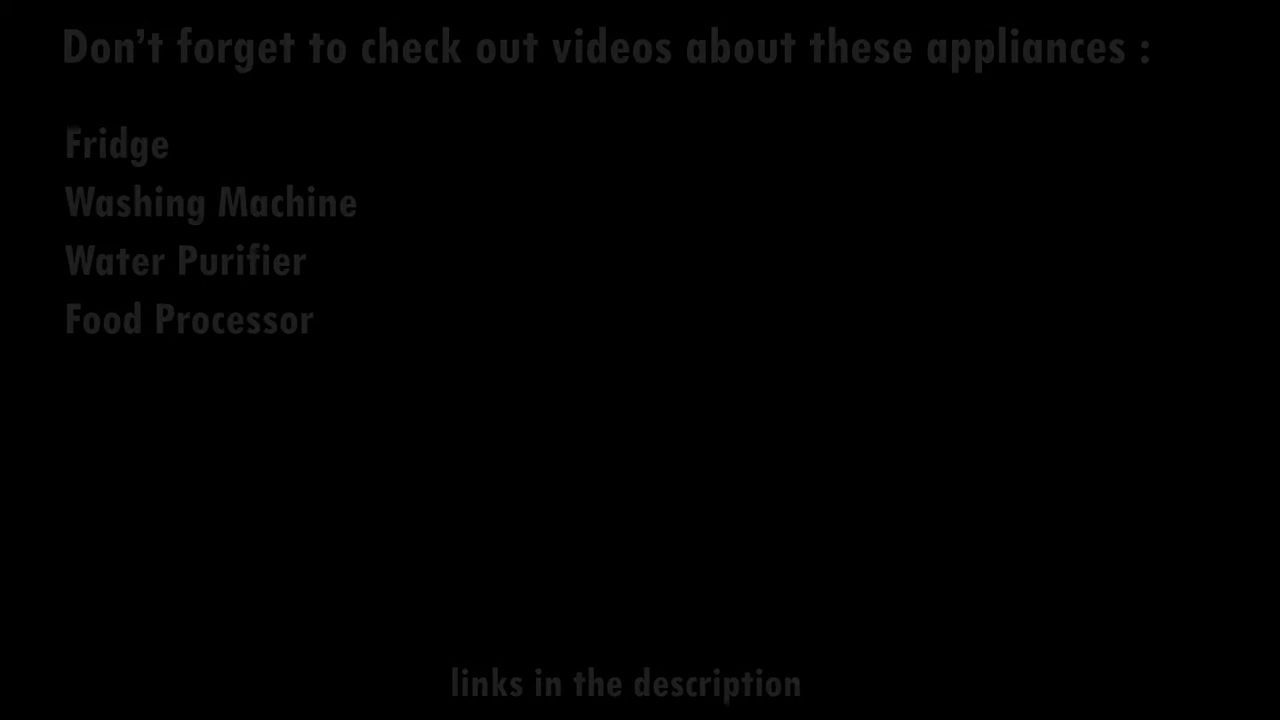 Don’t forget to check out videos about these appliances :
Fridge
Washing Machine
Water Purifier
Food Processor
links in the description